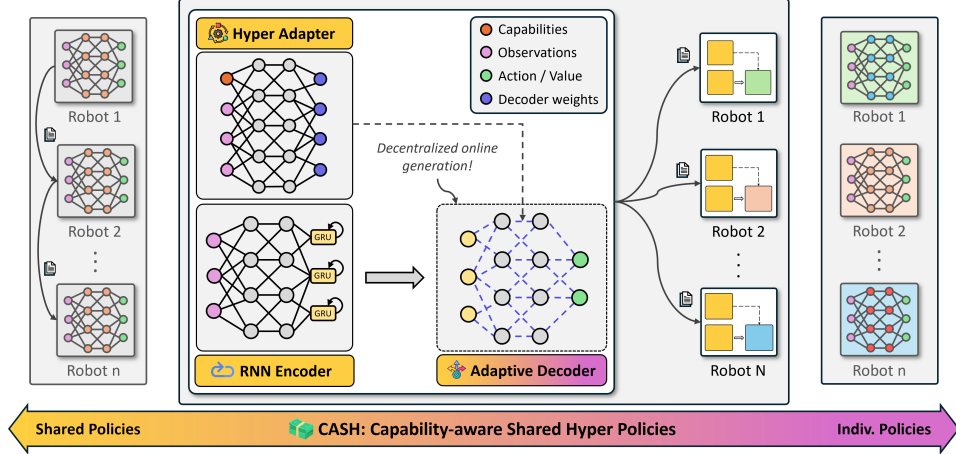 Robot 1
Robot 2
Robot n
Hyper Adapter
Capabilities
Observations
Action / Value
Decoder weights
Decentralized online
generation!
GRU
GRU
GRU
RNN Encoder
Adaptive Decoder
Robot 1
Robot 2
Robot N
Robot 1
Robot 2
Robot n
Shared Policies
CASH: Capability-aware Shared Hyper Policies
Indiv. Policies